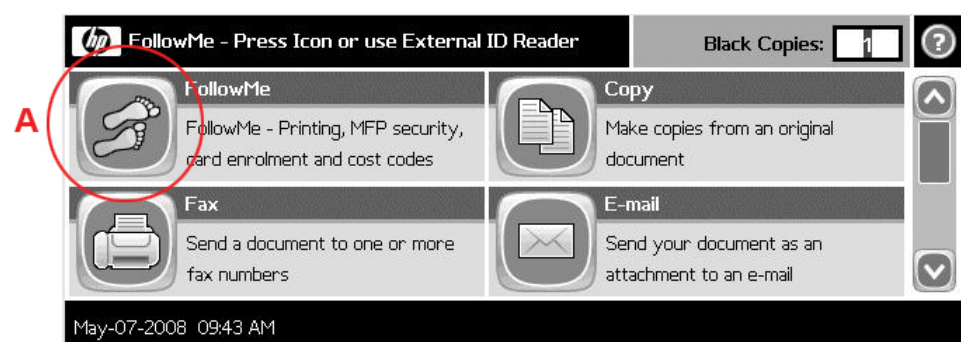 hp FollowMe - Press Icon or use External ID Reader Black Copies: 1 ?
A
FollowMe
FollowMe - Printing, MFP security,
card enrolment and cost codes
Copy
Make copies from an original
document
Fax
Send a document to one or more
fax numbers
E-mail
Send your document as an
attachment to an e-mail
May-07-2008 09:43 AM